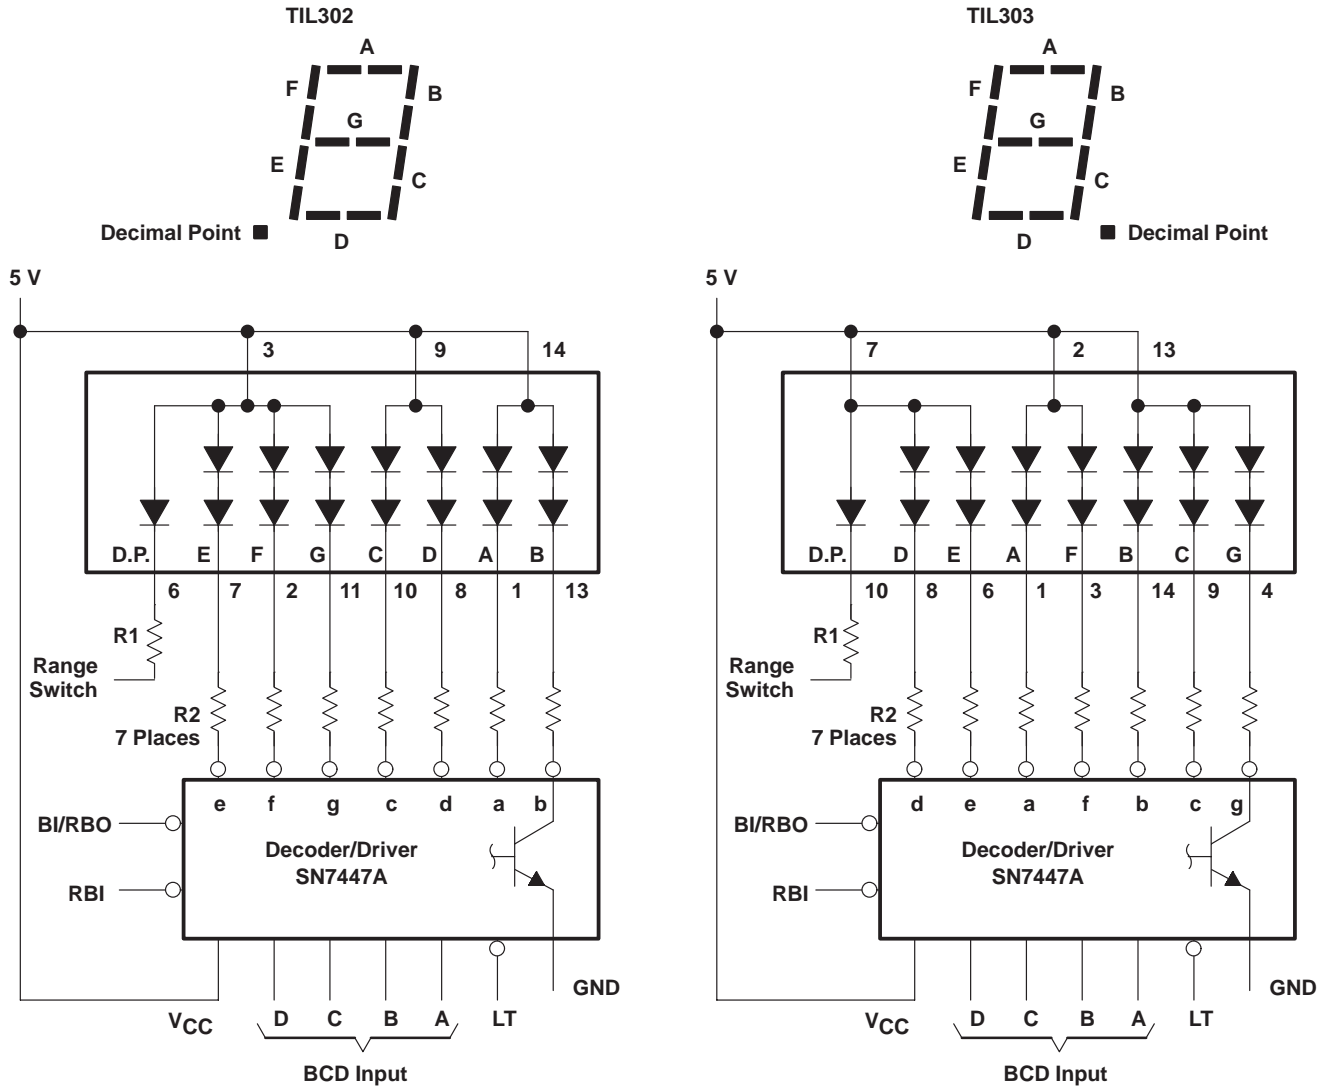 TIL302
A
F
B
G
E
C
Decimal Point
D
5 V
3 9 14
D.P. E F G C D A B
6 7 2 11 10 8 1 13
R1
Range
Switch
R2
7 Places
e f g c d a b
BI/RBO
Decoder/Driver
SN7447A
RBI
GND
VCC D C B A LT
BCD Input
TIL303
A
F
B
G
E
C
Decimal Point
D
5 V
7 2 13
D.P. D E A F B C G
10 8 6 1 3 14 9 4
R1
Range
Switch
R2
7 Places
d e a f b c g
BI/RBO
Decoder/Driver
SN7447A
RBI
GND
VCC D C B A LT
BCD Input